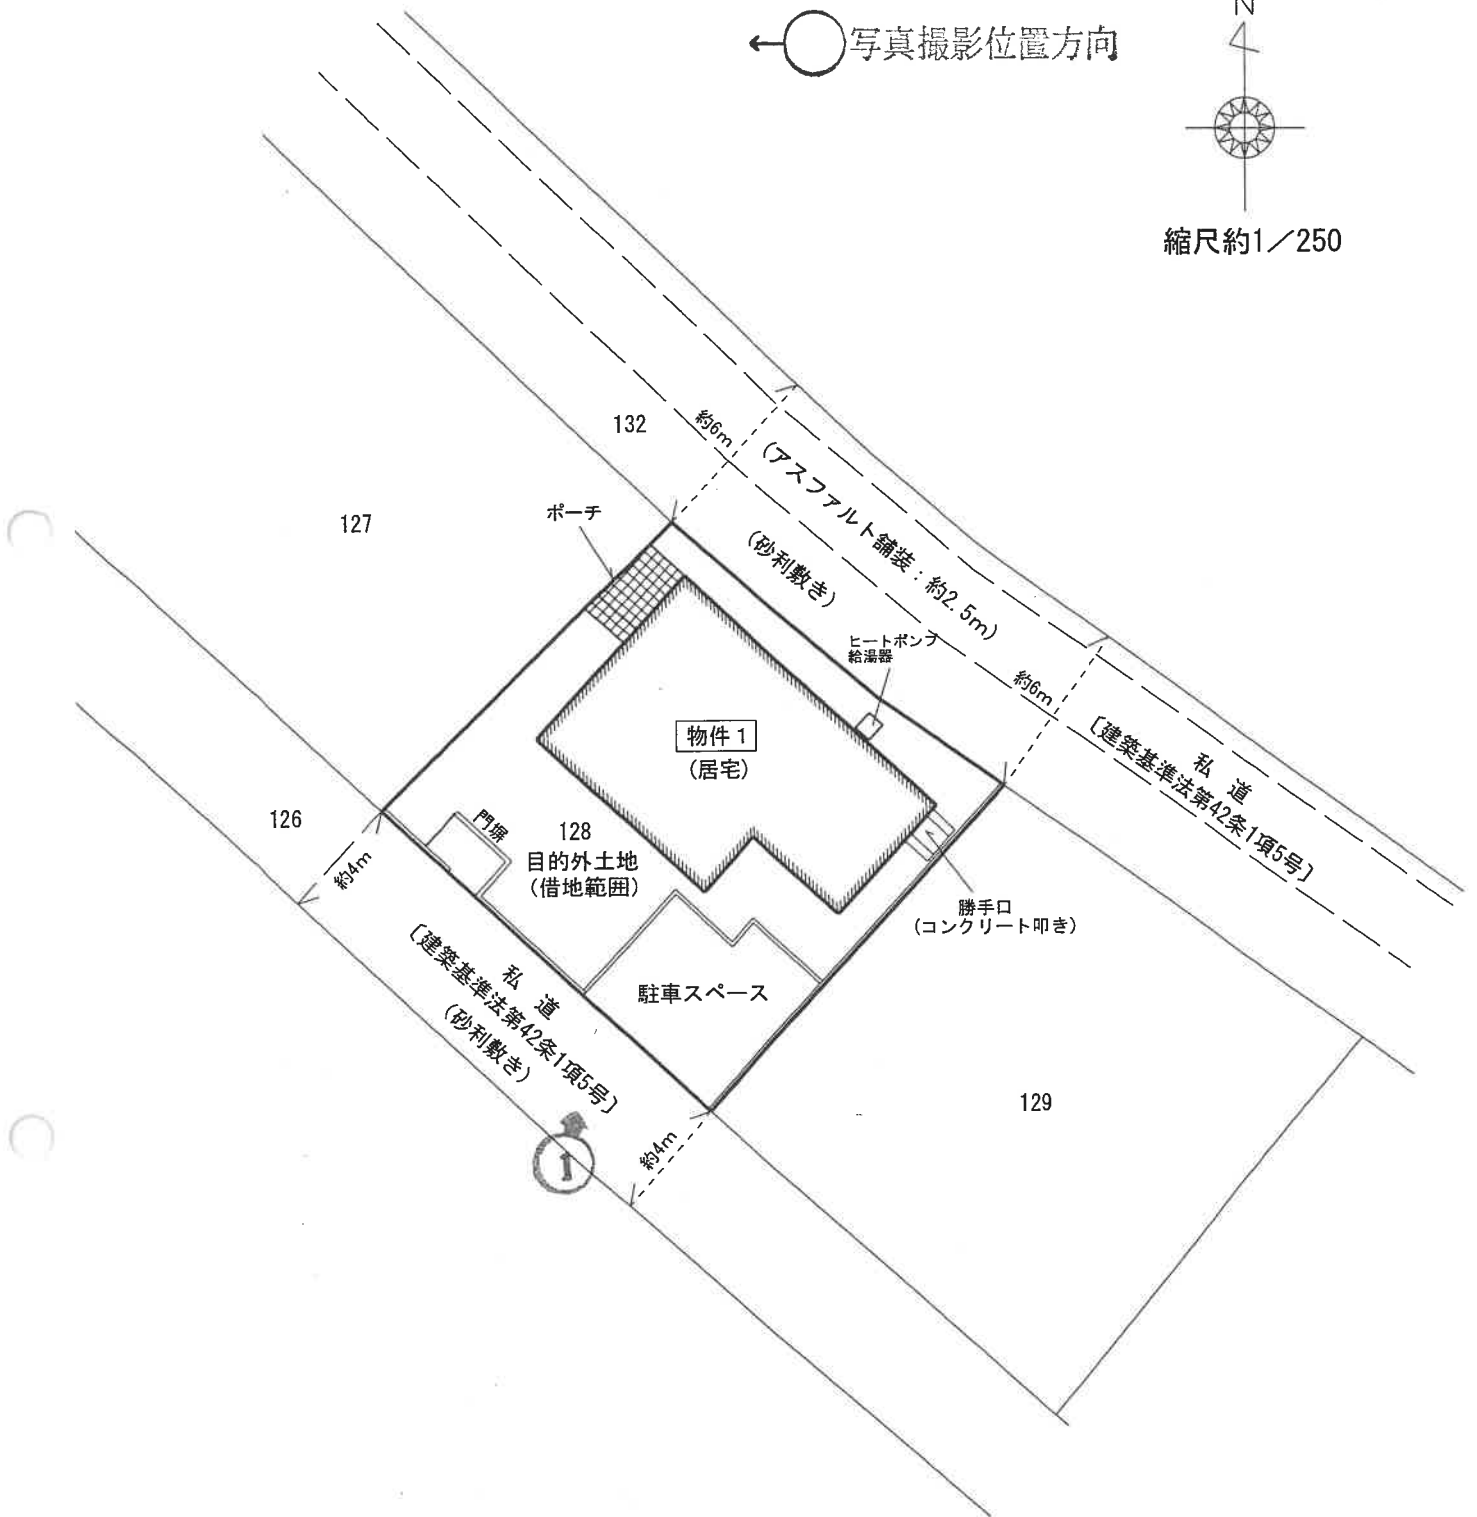 写真撮影位置方向
N
縮尺約1／250
132
約6m
(アスファルト舗装：約2.5m)
127
ポーチ
(砂利敷き)
ヒートポンプ
給湯器
約6m
物件1
(居宅)
私道
〔建築基準法第42条1項5号〕
126
約4m
門塀
128
目的外土地
(借地範囲)
勝手口
(コンクリート叩き)
私道
〔建築基準法第42条1項5号〕
(砂利敷き)
駐車スペース
129
約4m
1